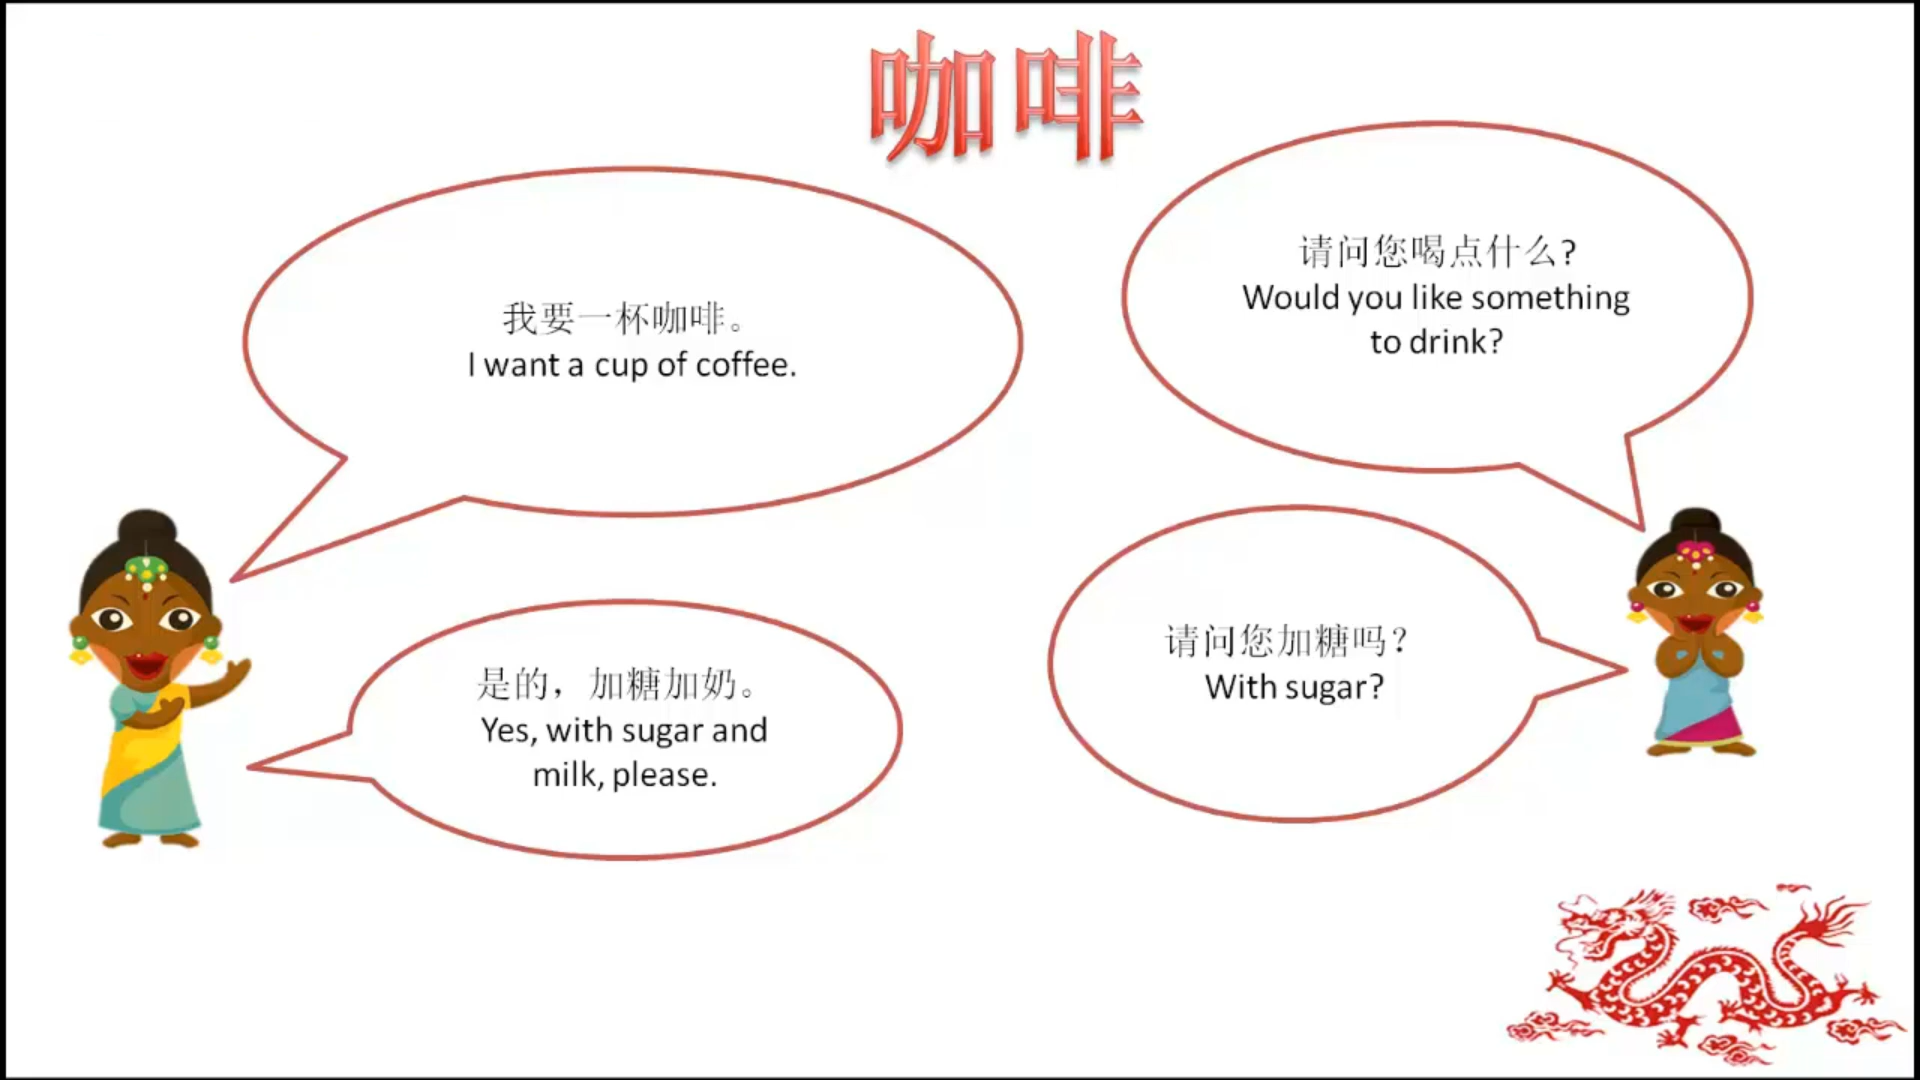 咖啡
我要一杯咖啡。
I want a cup of coffee.
请问您喝点什么?
Would you like something
to drink?
请问您加糖吗？
With sugar?
是的，加糖加奶。
Yes, with sugar and
milk, please.